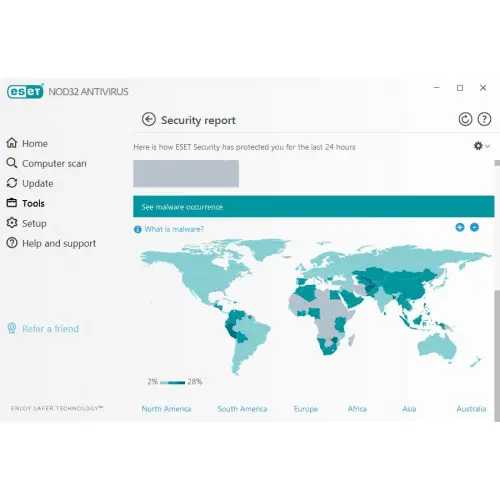 eset NOD32 ANTIVIRUS
Security report
Home
Computer scan
Update
Tools
Setup
Help and support
Refer a friend
ENJOY SAFER TECHNOLOGY™
Here is how ESET Security has protected you for the last 24 hours
See malware occurrence
What is malware?
2% 28%
North America South America Europe Africa Asia Australia